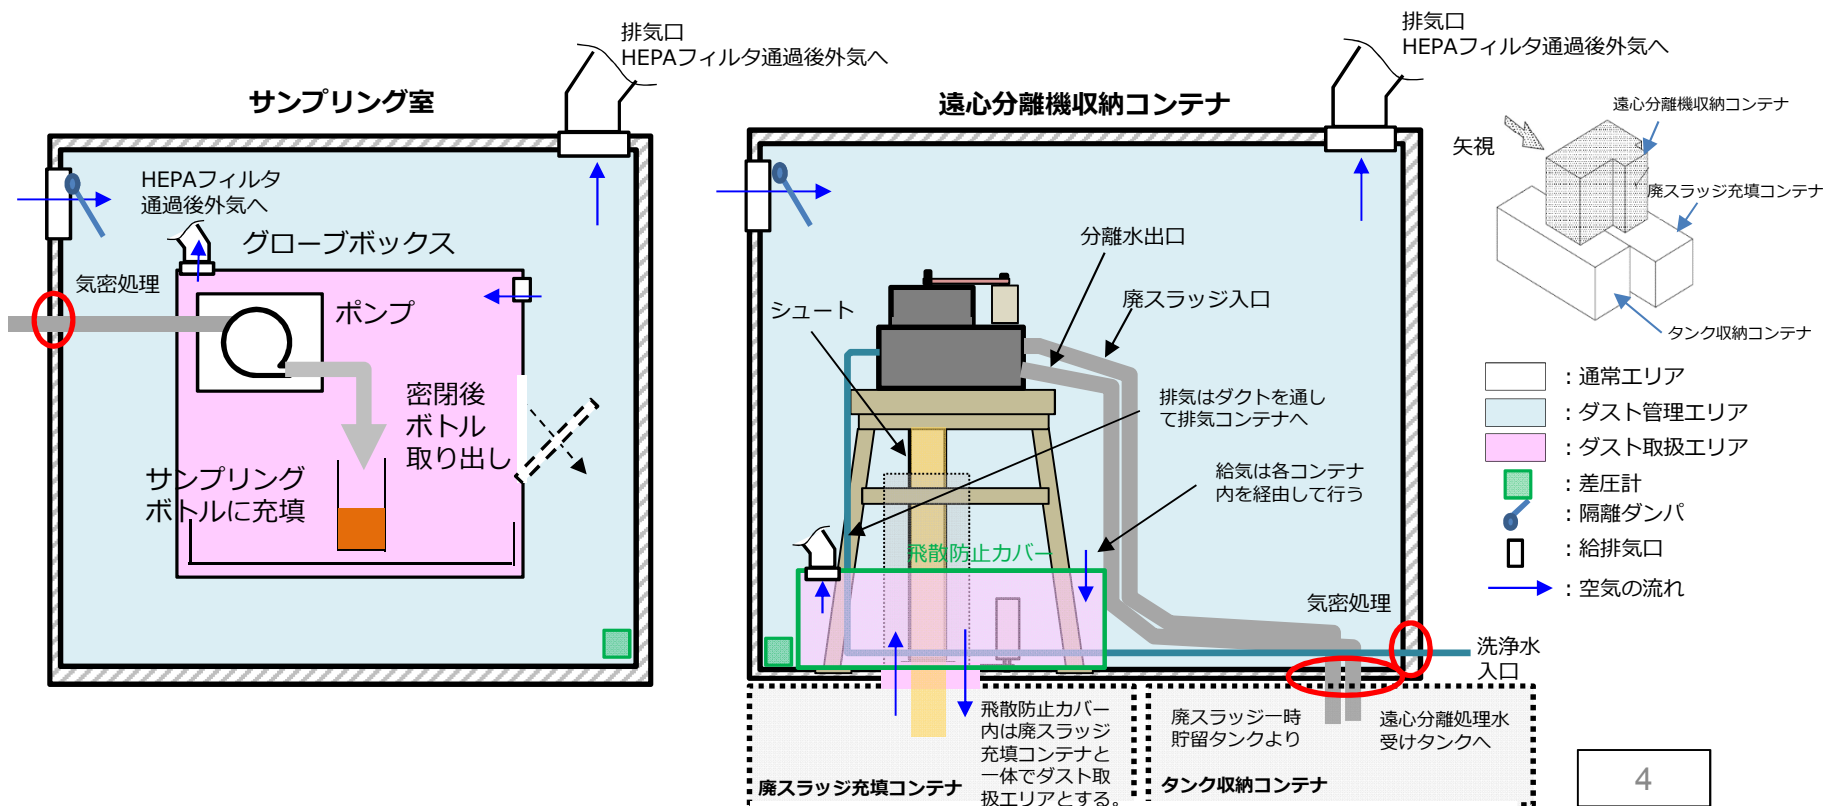 排気口
HEPAフィルタ通過後外気へ
サンプリング室
HEPAフィルタ
通過後外気へ
グローブボックス
気密処理
ポンプ
密閉後
ボトル
取り出し
サンプリング
ボトルに充填
排気口
HEPAフィルタ通過後外気へ
遠心分離機収納コンテナ
分離水出口
シュート
廃スラッジ入口
排気はダクトを通し
て排気コンテナへ
給気は各コンテナ
内を経由して行う
飛散防止カバー
気密処理
洗浄水
入口
飛散防止カバー
内は廃スラッジ
充填コンテナと
一体でダスト取
扱エリアとする。
廃スラッジ充填コンテナ
廃スラッジ一時
貯留タンクより
遠心分離処理水
受けタンクへ
タンク収納コンテナ
矢視
遠心分離機収納コンテナ
廃スラッジ充填コンテナ
タンク収納コンテナ
：通常エリア
：ダスト管理エリア
：ダスト取扱エリア
：差圧計
：隔離ダンパ
：給排気口
：空気の流れ
4